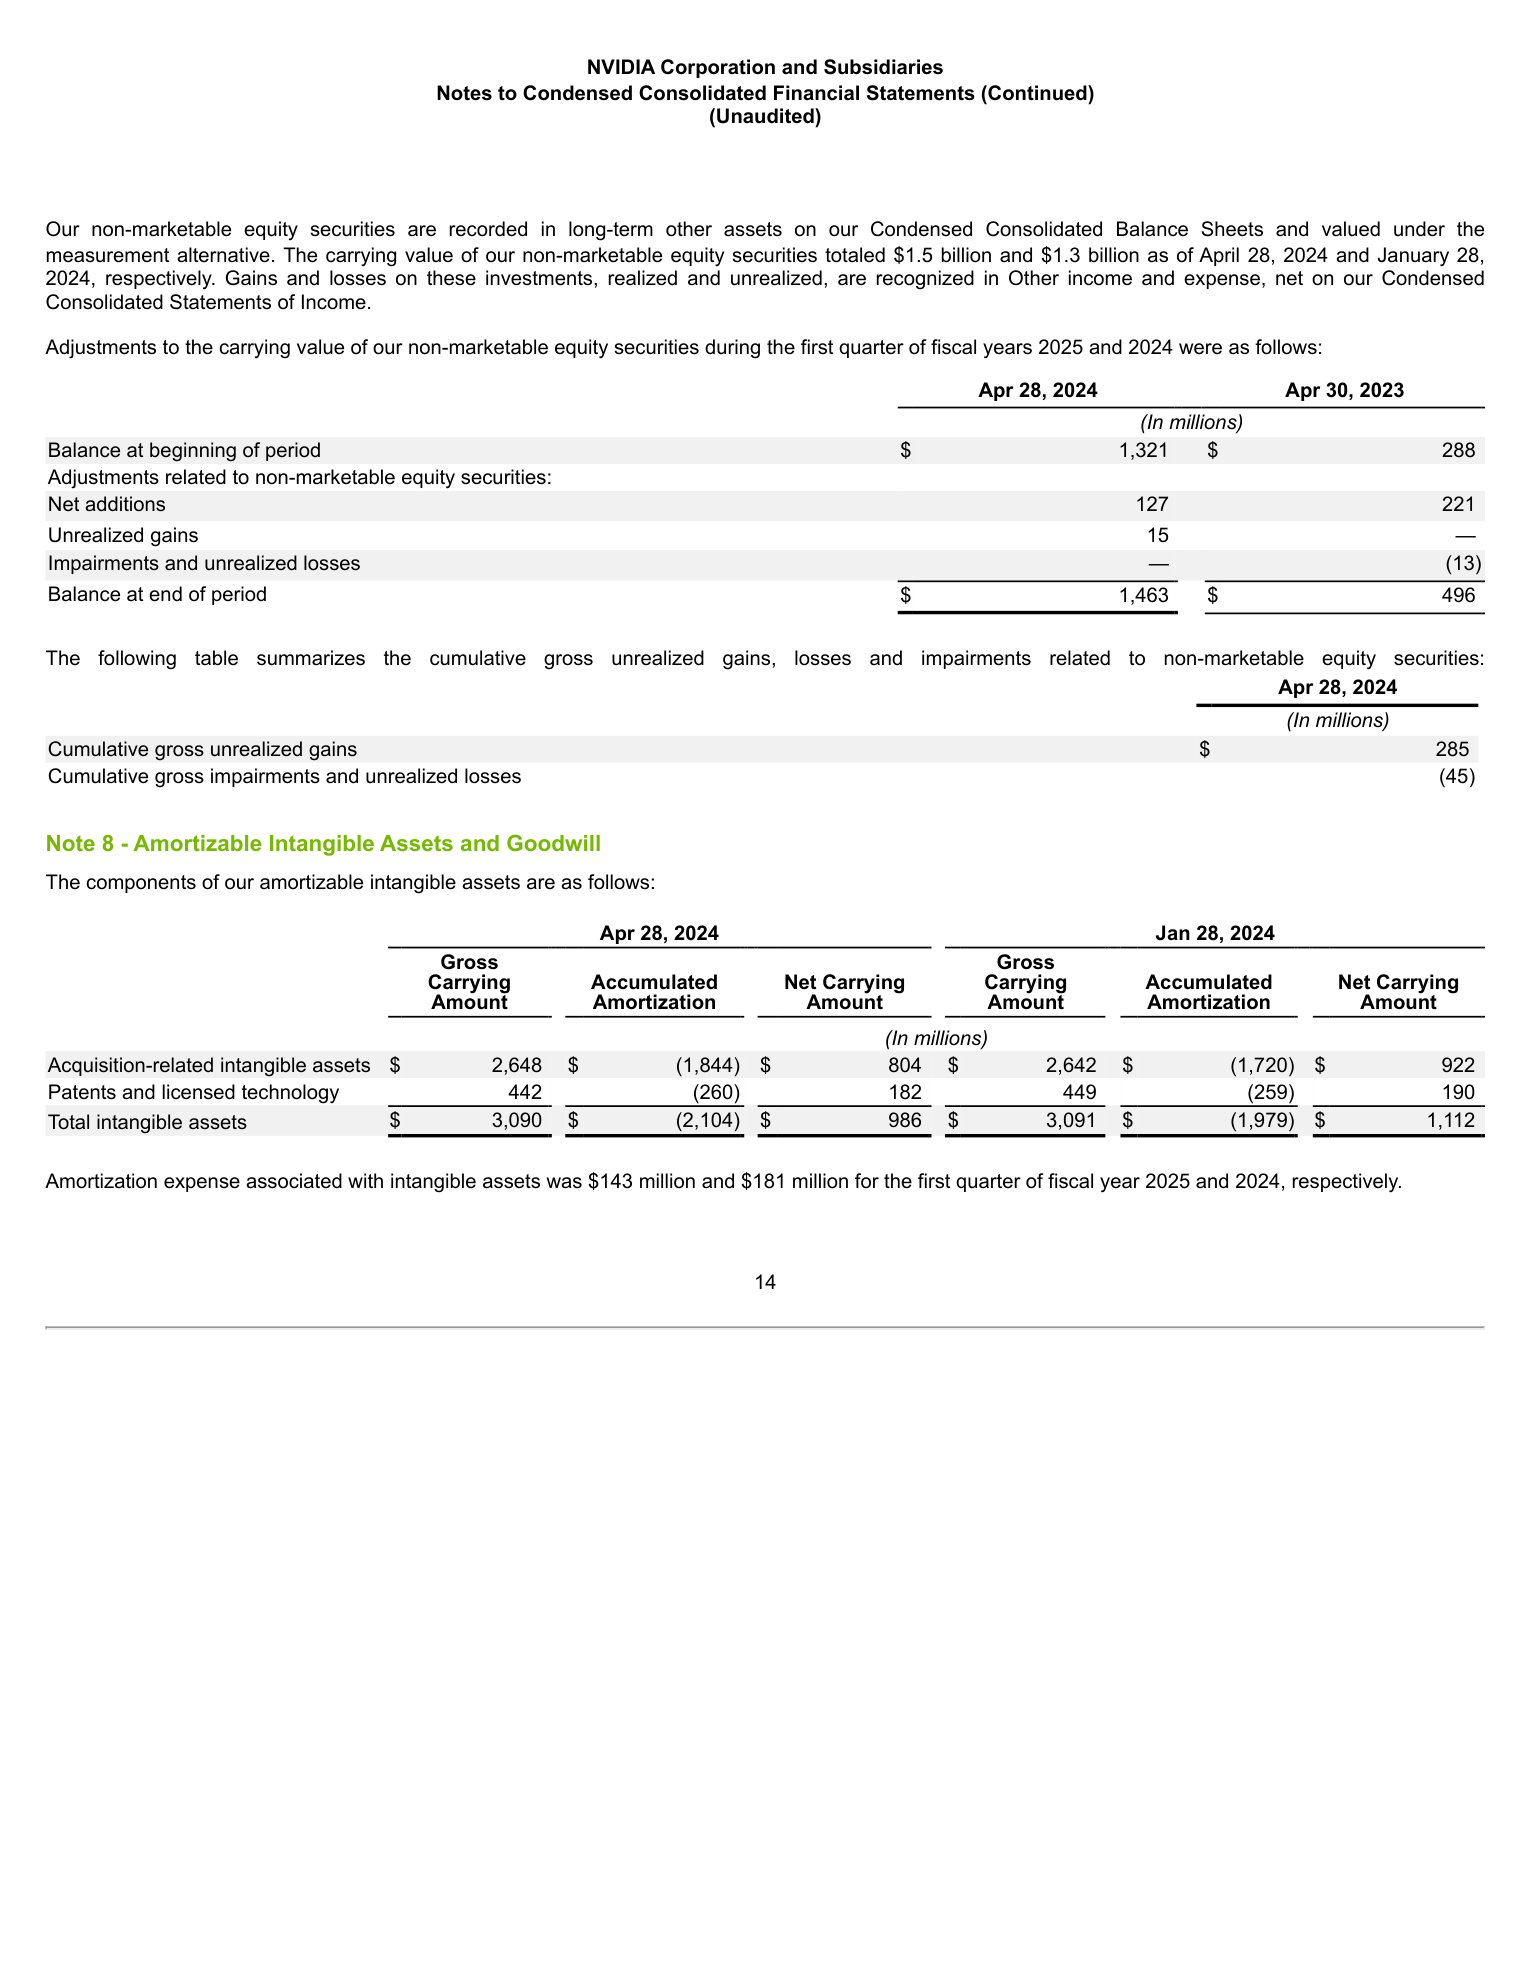 NVIDIA Corporation and Subsidiaries
Notes to Condensed Consolidated Financial Statements (Continued)
(Unaudited)
Our non-marketable equity securities are recorded in long-term other assets on our Condensed Consolidated Balance Sheets and valued under the
measurement alternative. The carrying value of our non-marketable equity securities totaled $1.5 billion and $1.3 billion as of April 28, 2024 and January 28,
2024, respectively. Gains and losses on these investments, realized and unrealized, are recognized in Other income and expense, net on our Condensed
Consolidated Statements of Income.
Adjustments to the carrying value of our non-marketable equity securities during the first quarter of fiscal years 2025 and 2024 were as follows:
Apr 28, 2024 Apr 30, 2023
(In millions)
Balance at beginning of period $ 1,321 $ 288
Adjustments related to non-marketable equity securities:
Net additions 127 221
Unrealized gains 15 —
Impairments and unrealized losses — (13)
Balance at end of period $ 1,463 $ 496
The following table summarizes the cumulative gross unrealized gains, losses and impairments related to non-marketable equity securities:
Apr 28, 2024
(In millions)
Cumulative gross unrealized gains $ 285
Cumulative gross impairments and unrealized losses (45)
Note 8 - Amortizable Intangible Assets and Goodwill
The components of our amortizable intangible assets are as follows:
Apr 28, 2024 Jan 28, 2024
Gross Gross
Carrying Accumulated Net Carrying Carrying Accumulated Net Carrying
Amount Amortization Amount Amount Amortization Amount
(In millions)
Acquisition-related intangible assets $ 2,648 $ (1,844) $ 804 $ 2,642 $ (1,720) $ 922
Patents and licensed technology 442 (260) 182 449 (259) 190
Total intangible assets $ 3,090 $ (2,104) $ 986 $ 3,091 $ (1,979) $ 1,112
Amortization expense associated with intangible assets was $143 million and $181 million for the first quarter of fiscal year 2025 and 2024, respectively.
14